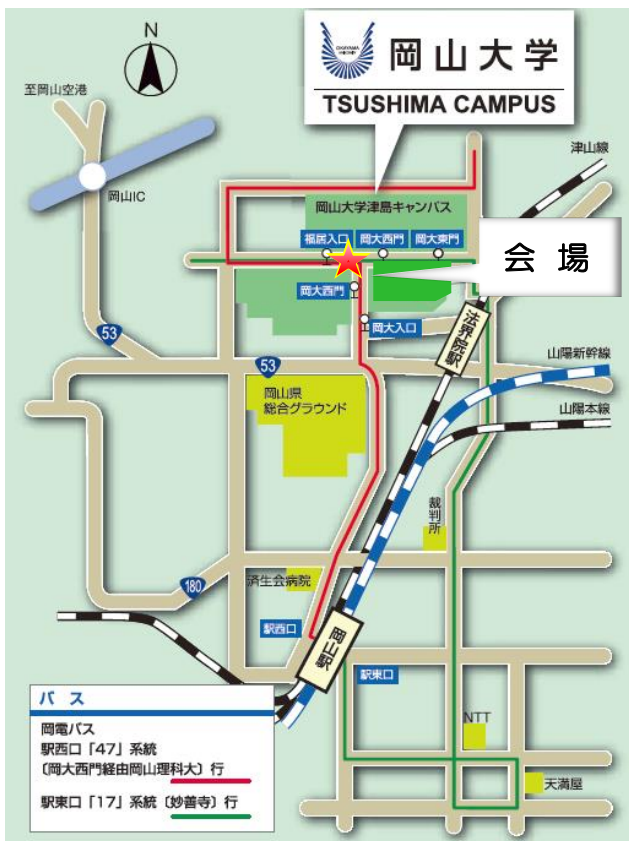 N
岡山大学
TSUSHIMA CAMPUS
至岡山空港
岡山IC
津山線
岡山大学津島キャンパス
福居入口
岡大西門
岡大東門
会 場
岡大西門
岡大入口
法界院駅
53
53
山陽新幹線
岡山県
総合グラウンド
山陽本線
裁判所
180
済生会病院
駅西口
岡山駅
駅東口
NTT
天満屋
バ ス
岡電バス
駅西口「47」系統
〔岡大西門経由岡山理科大〕行
駅東口「17」系統〔妙善寺〕行